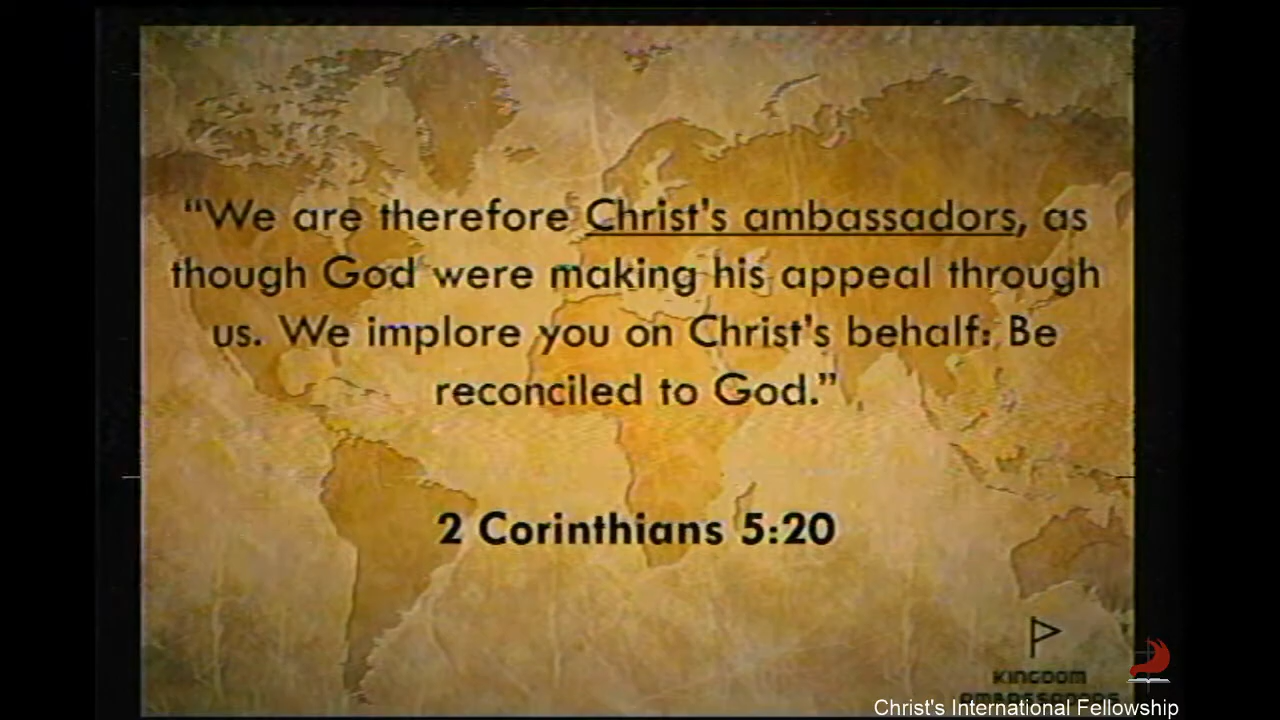 “We are therefore Christ's ambassadors, as
though God were making his appeal through
us. We implore you on Christ's behalf: Be
reconciled to God.”
2 Corinthians 5:20
KINGDOM
AMBASSADORS
Christ's International Fellowship